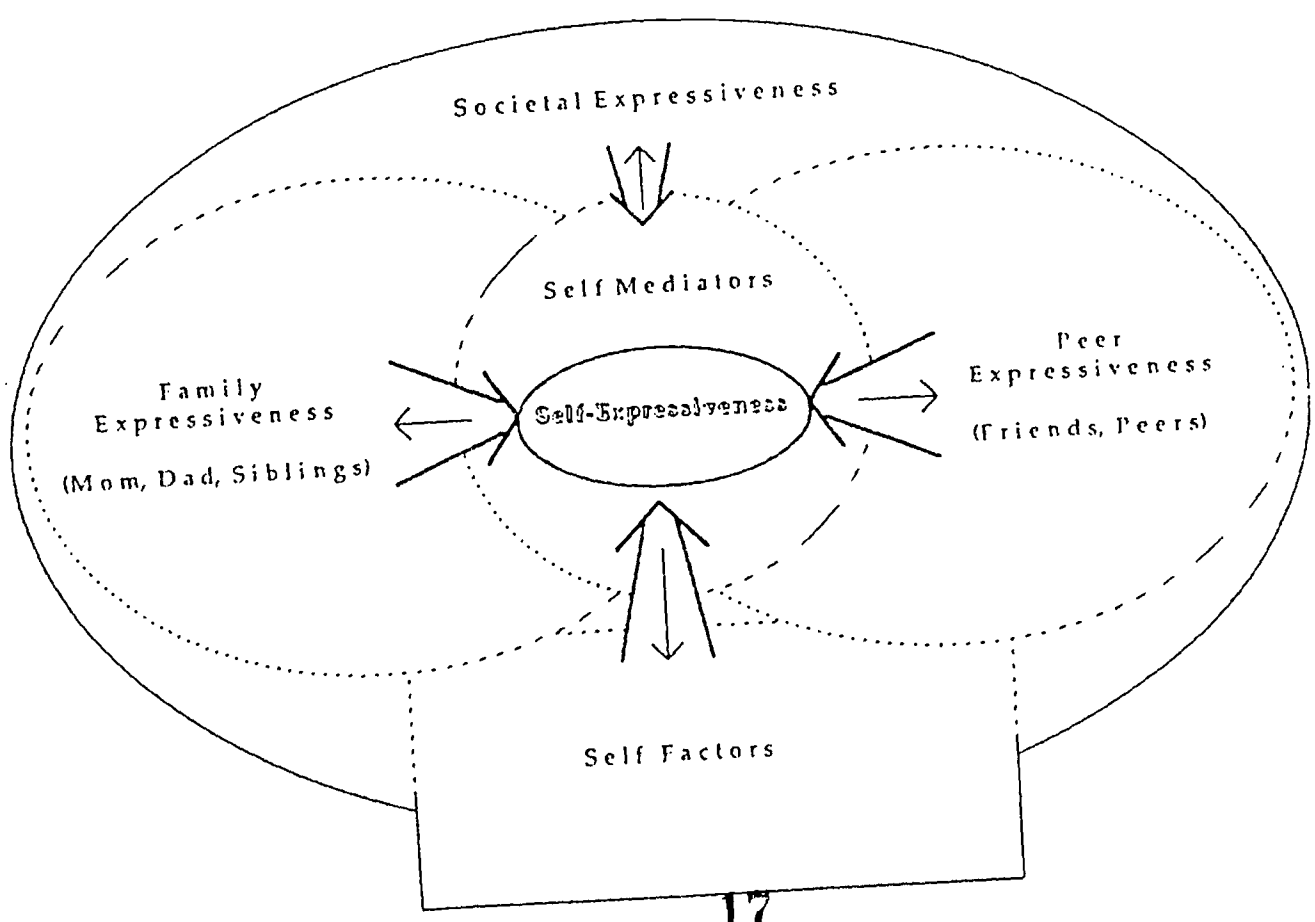 Societal Expressiveness
Self Mediators
Family
Expressiveness
(Mom, Dad, Siblings)
Self-Expressiveness
Peer
Expressiveness
(Friends, Peers)
Self Factors
17